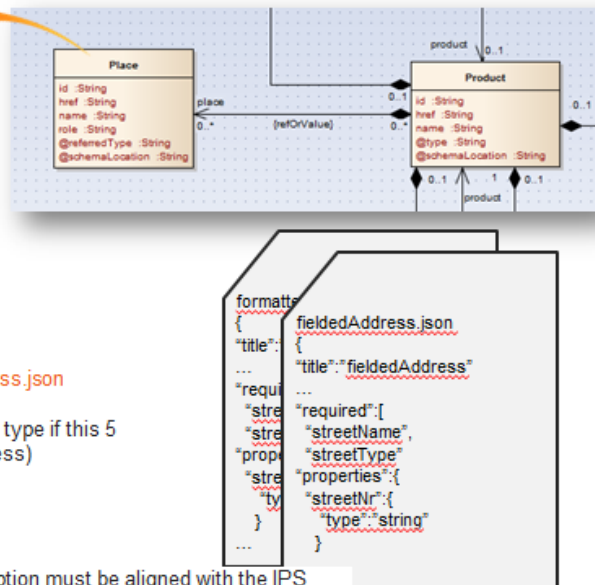 product
0..1
Place
Product
id :String
href :String
name :String
role :String
@referredType :String
@schemaLocation :String
place
0..*
{refOrValue}
0..1
0..*
id :String
href :String
name :String
@type :String
@schemaLocation :String
0..1
0..1
1
0..1
product
formatte
{
"title":
...
"requi
"stre
"stre
"prope
"stre
"ty
}
...
fieldedAddress.json
{
"title":"fieldedAddress"
...
"required":[
"streetName",
"streetType"
"properties":{
"streetNr":{
"type":"string"
}
ss.json
type if this 5
ess)
ption must be aligned with the IPS